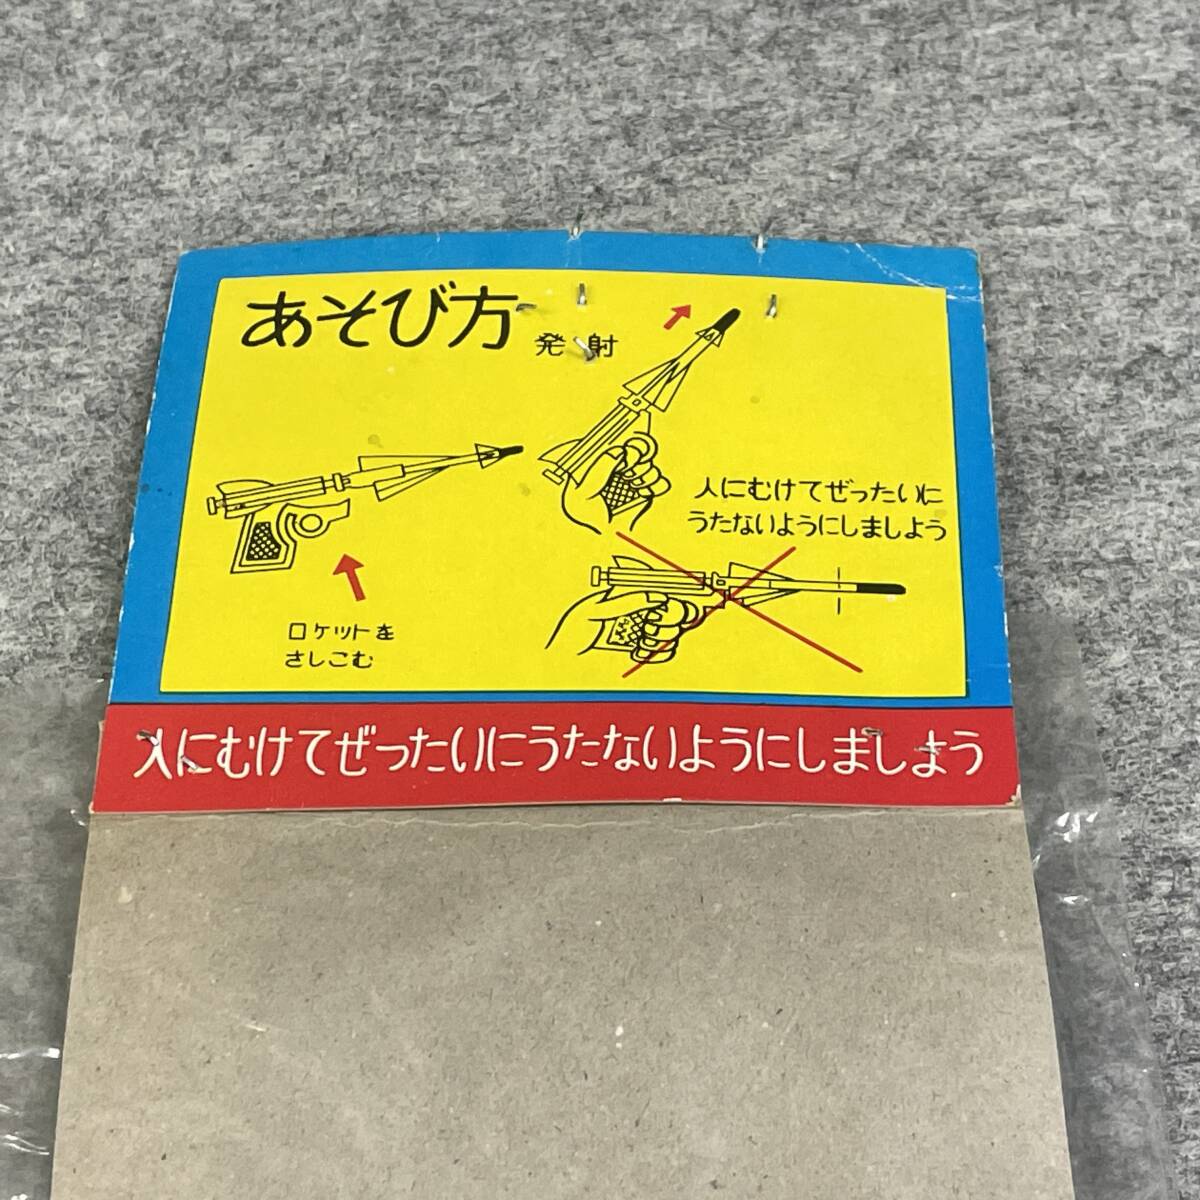 あそび方
発射
人にむけてぜったいに
うたないようにしましよう
ロケットを
さしこむ
人にむけてぜったいにうたないようにしましよう